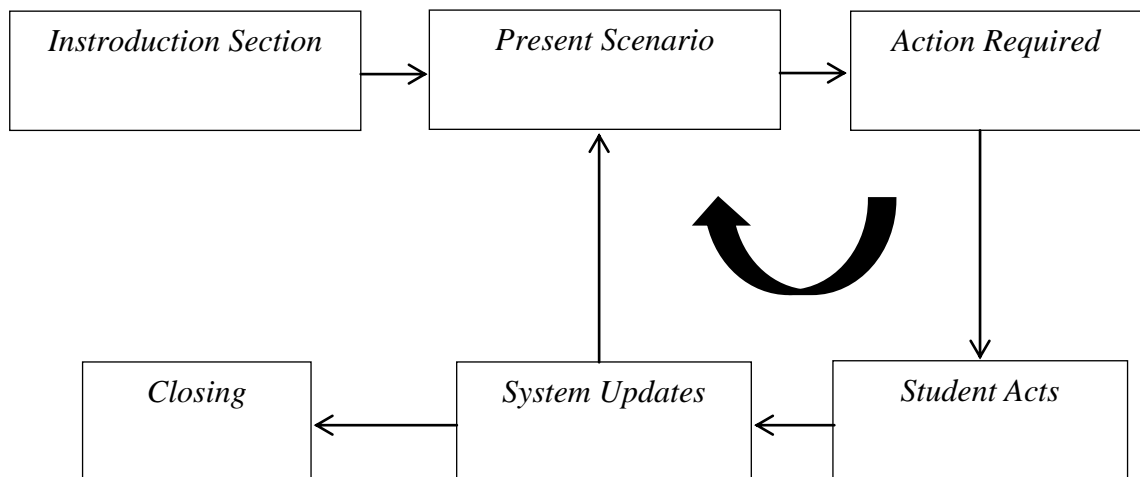 Instroduction Section
Present Scenario
Action Required
Closing
System Updates
Student Acts